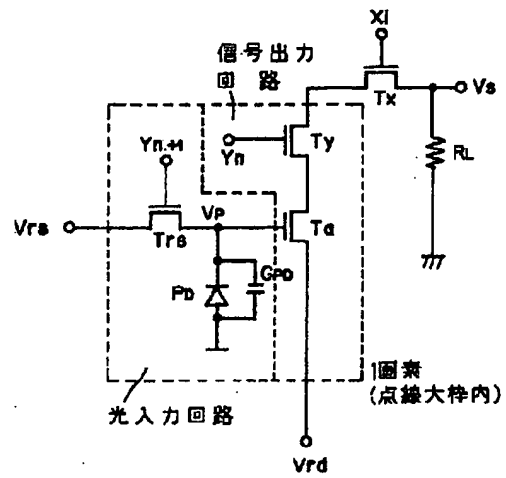 Xi
信号出力
回路
Tx
Vs
Yn+1
Yn
Ty
RL
Vrs
Trs
VP
Ta
PD
CPD
1画素
(点線大枠内)
光入力回路
Vrd